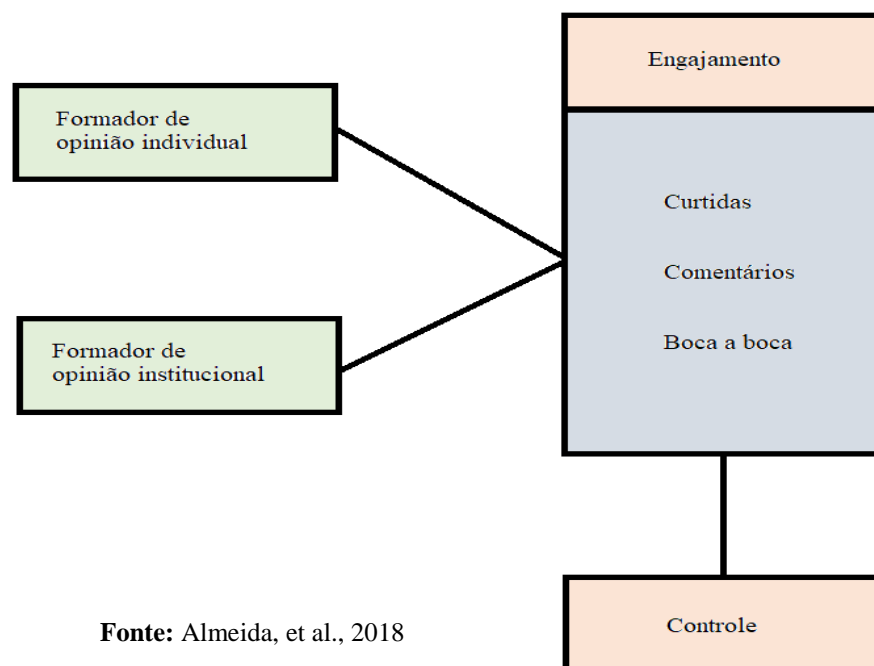 Engajamento
Formador de
opinião individual
Curtidas
Comentários
Boca a boca
Formador de
opinião institucional
Controle
Fonte: Almeida, et al., 2018